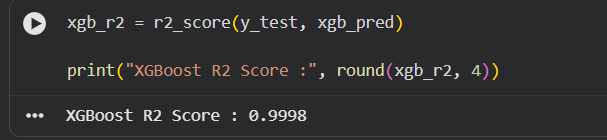 xgb_r2 = r2_score(y_test, xgb_pred)
print("XGBoost R2 Score :", round(xgb_r2, 4))
XGBoost R2 Score : 0.9998